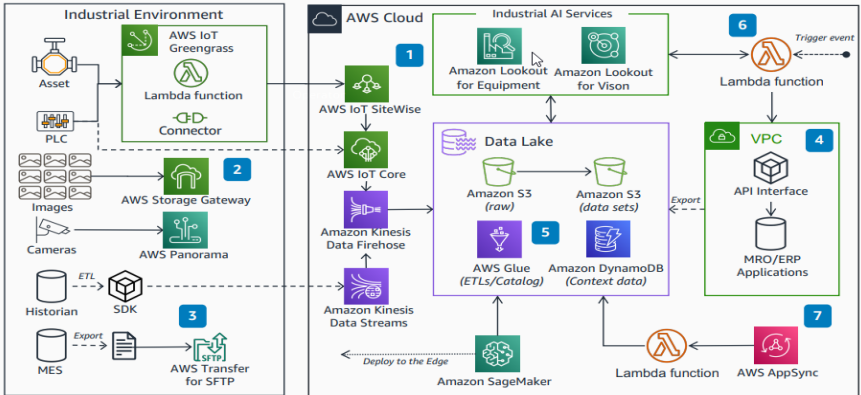 Industrial Environment
AWS IoT
Greengrass
Lambda function
Connector
Asset
PLC
Images
2
AWS Storage Gateway
Cameras
AWS Panorama
Historian
ETL
SDK
3
MES
Export
SFTP
AWS Transfer
for SFTP
AWS Cloud
1
AWS IoT SiteWise
AWS IoT Core
Amazon Kinesis
Data Firehose
Amazon Kinesis
Data Streams
Industrial AI Services
Amazon Lookout
for Equipment
Amazon Lookout
for Vison
6
Trigger event
Lambda function
Data Lake
Amazon S3
(raw)
Amazon S3
(data sets)
5
AWS Glue
(ETLs/Catalog)
Amazon DynamoDB
(Context data)
VPC
4
API Interface
Export
MRO/ERP
Applications
Deploy to the Edge
Amazon SageMaker
Lambda function
7
AWS AppSync